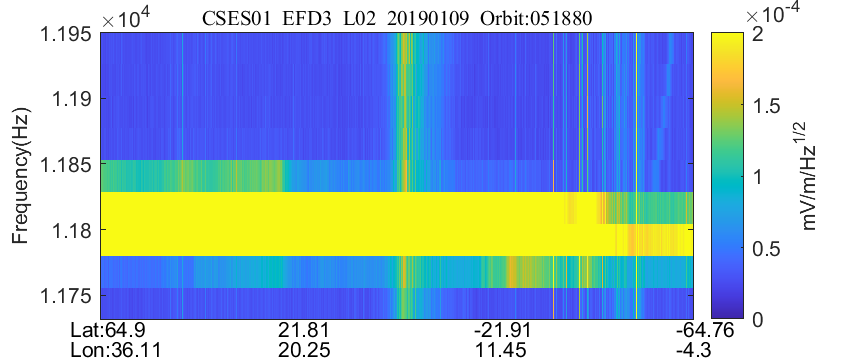 ×10⁴ CSES01 EFD3 L02 20190109 Orbit:051880 ×10⁻⁴
1.195
1.19
1.185
1.18
1.175
Frequency(Hz)
Lat:64.9 21.81 -21.91 -64.76
Lon:36.11 20.25 11.45 -4.3
2
1.5
1
0.5
0
mV/m/Hz^1/2